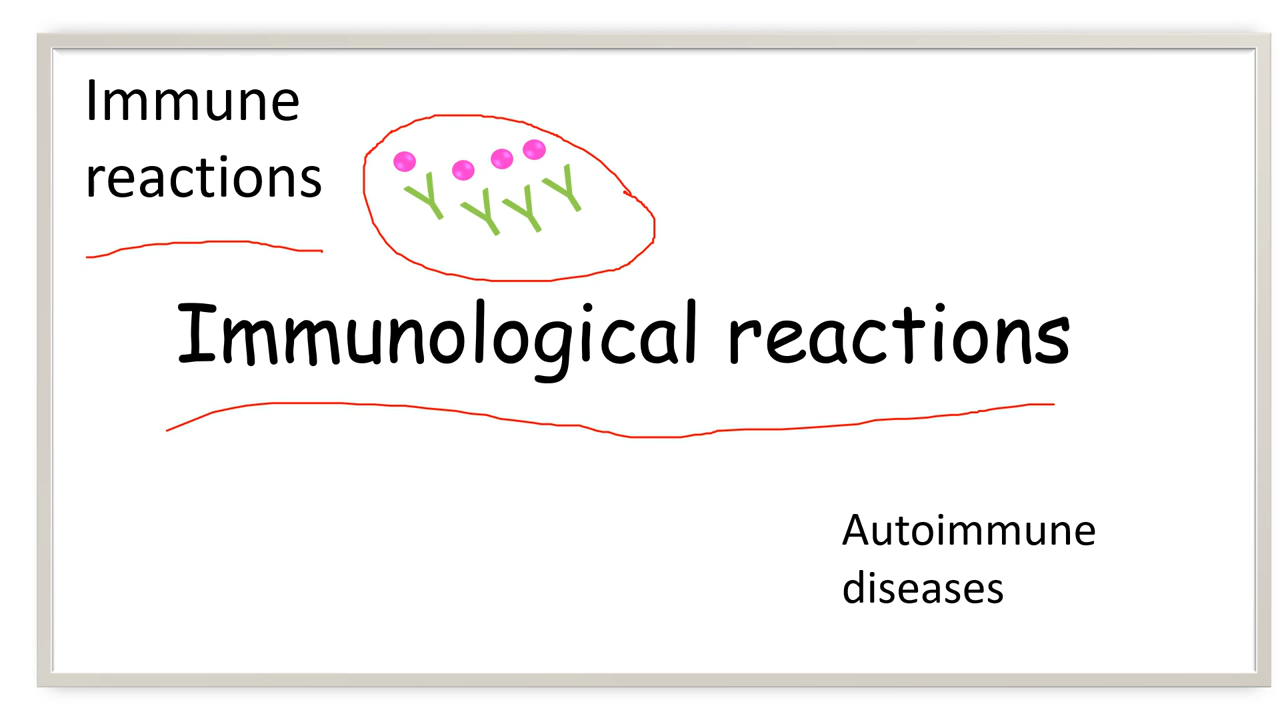 Immune
reactions
Immunological reactions
Autoimmune
diseases